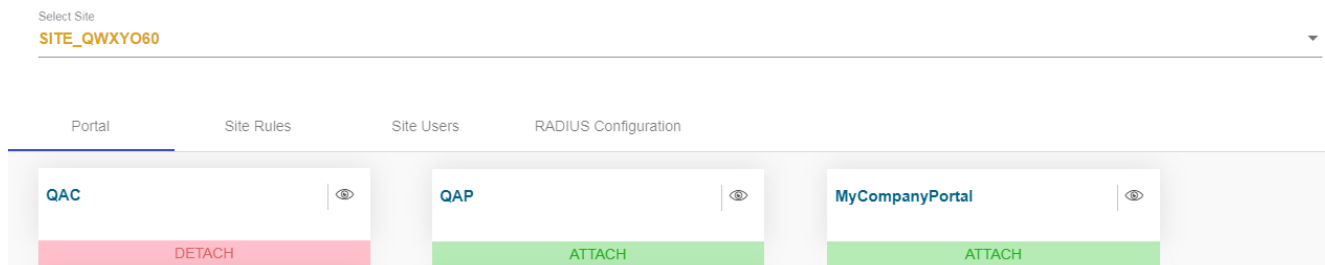 Select Site
SITE_QWXYO60
Portal Site Rules Site Users RADIUS Configuration
QAC QAP MyCompanyPortal
DETACH ATTACH ATTACH